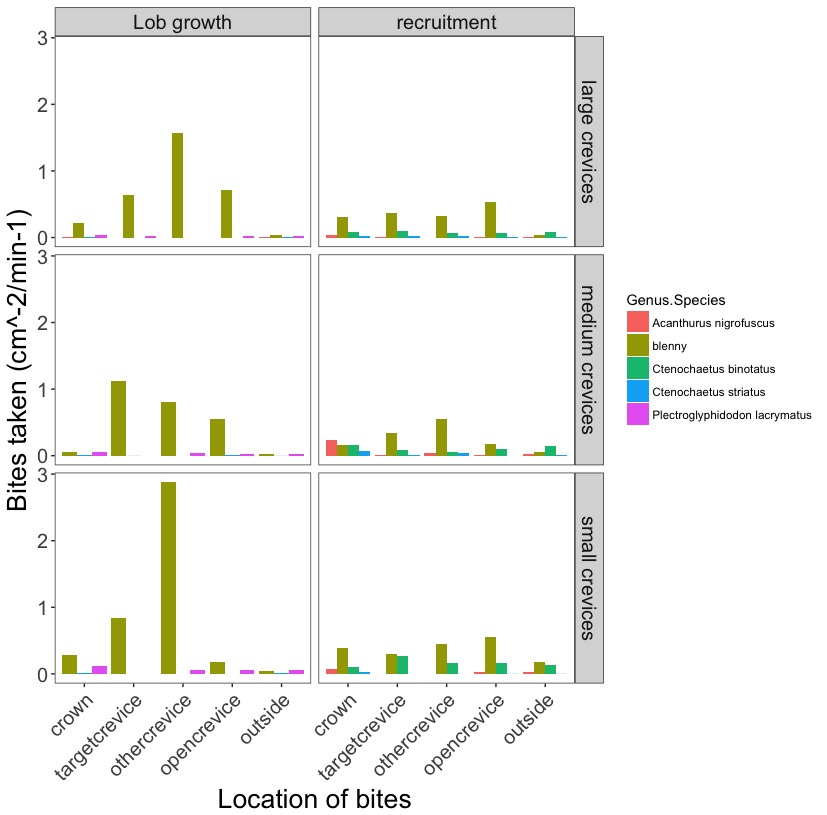 Lob growth
recruitment
3
2
1
0
large crevices
3
2
1
0
medium crevices
3
2
1
0
small crevices
Bites taken (cm^-2/min-1)
crown
targetcrevice
othercrevice
opencrevice
outside
crown
targetcrevice
othercrevice
opencrevice
outside
Location of bites
Genus.Species
Acanthurus nigrofuscus
blenny
Ctenochaetus binotatus
Ctenochaetus striatus
Plectroglyphidodon lacrymatus